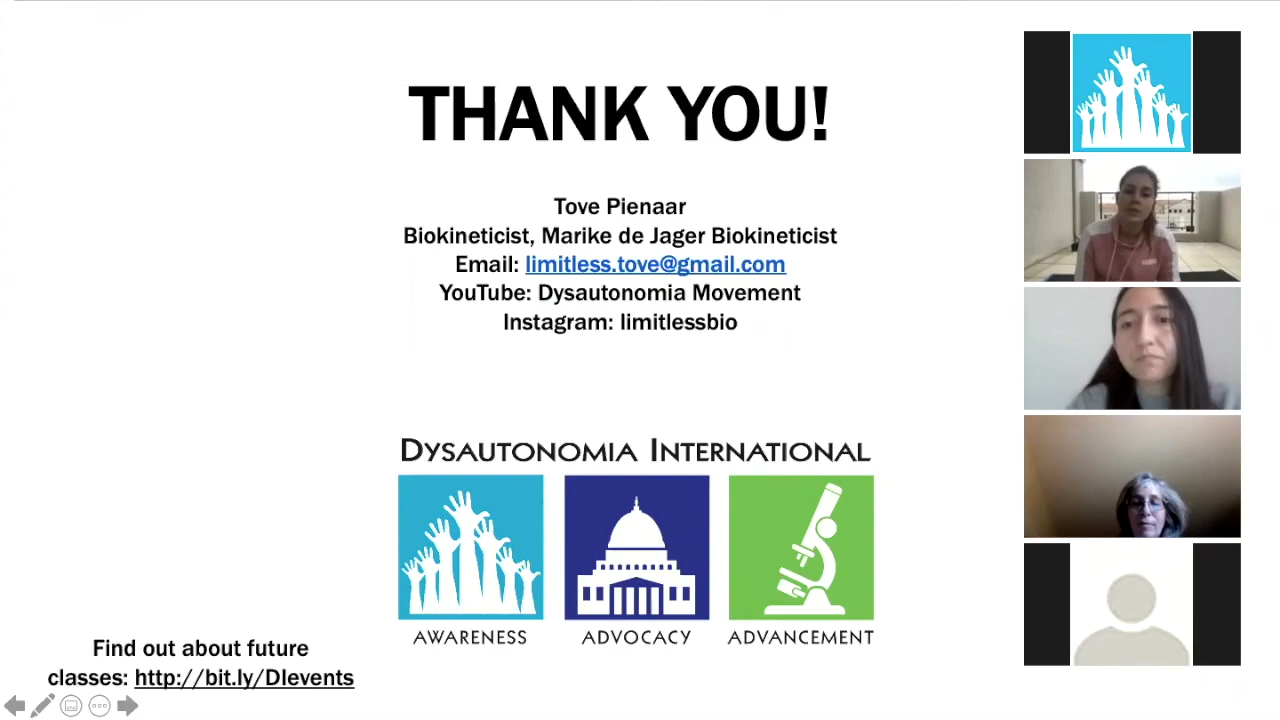 THANK YOU!
Tove Pienaar
Biokineticist, Marike de Jager Biokineticist
Email: limitless.tove@gmail.com
YouTube: Dysautonomia Movement
Instagram: limitlessbio
DYSAUTONOMIA INTERNATIONAL
AWARENESS ADVOCACY ADVANCEMENT
Find out about future
classes: http://bit.ly/DIevents